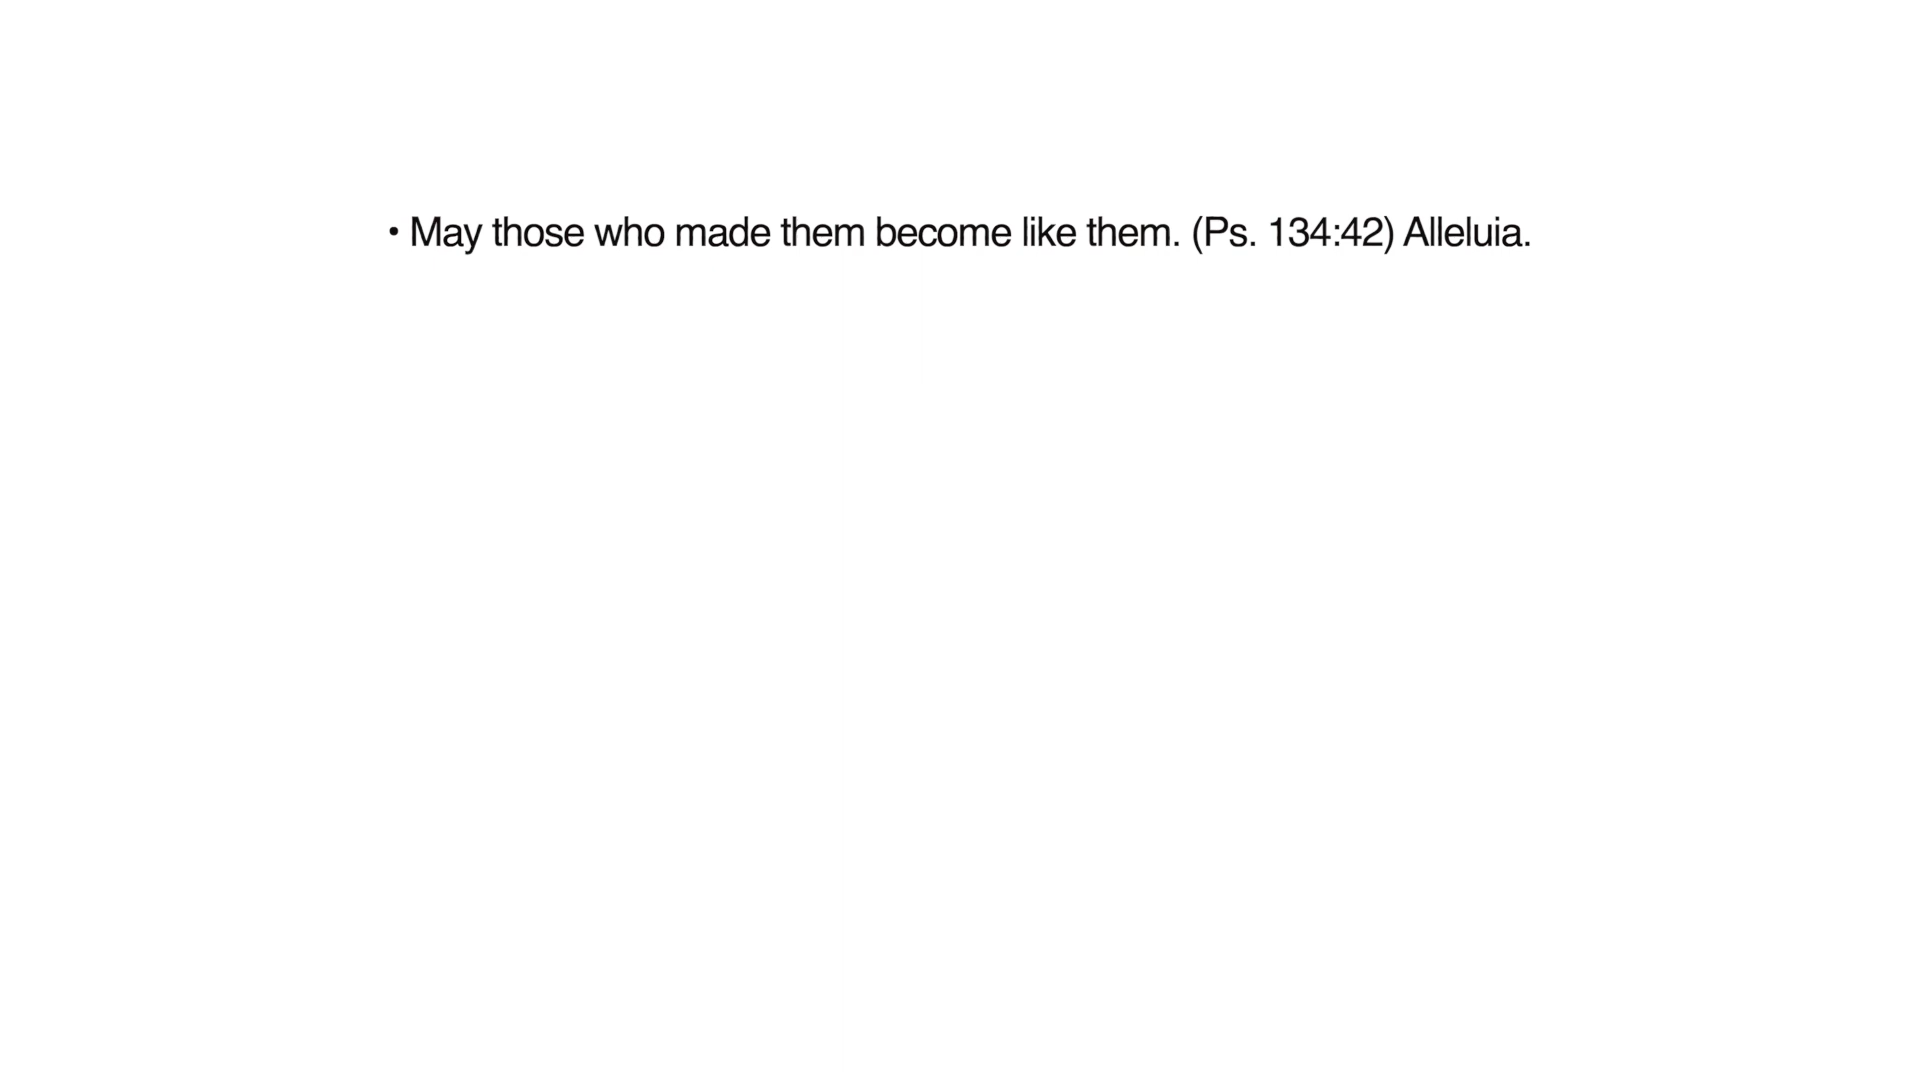 • May those who made them become like them. (Ps. 134:42) Alleluia.